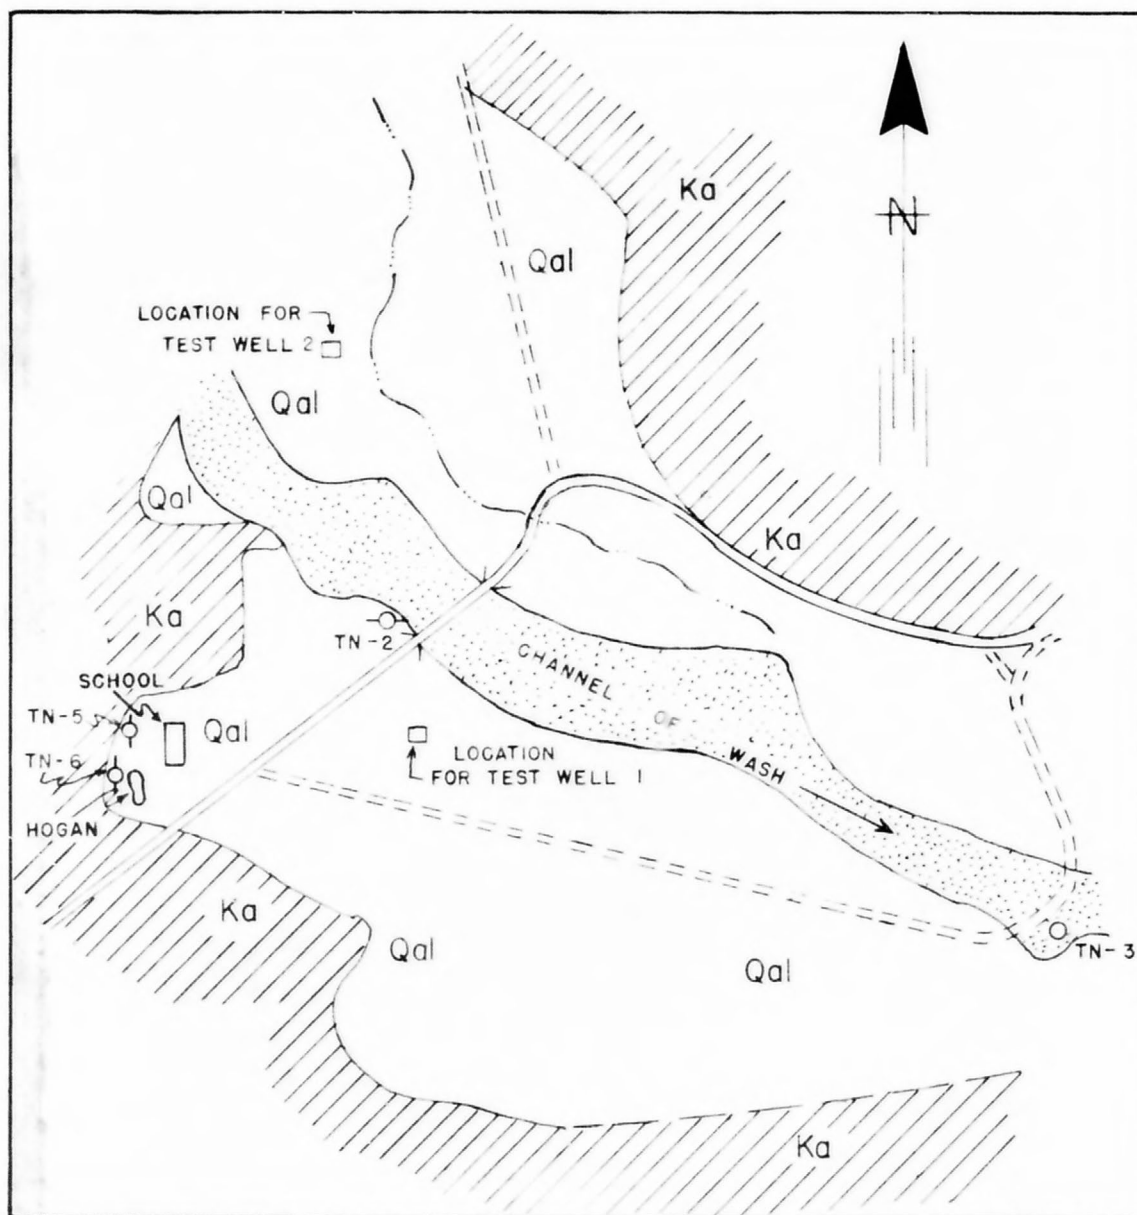 Ka
N
Qal
LOCATION FOR
TEST WELL 2
Qal
Qal
Ka
Ka
TN-2
CHANNEL
OF
WASH
SCHOOL
TN-5
Qal
TN-6
LOCATION
FOR TEST WELL 1
HOGAN
Ka
Qal
Qal
TN-3
Ka